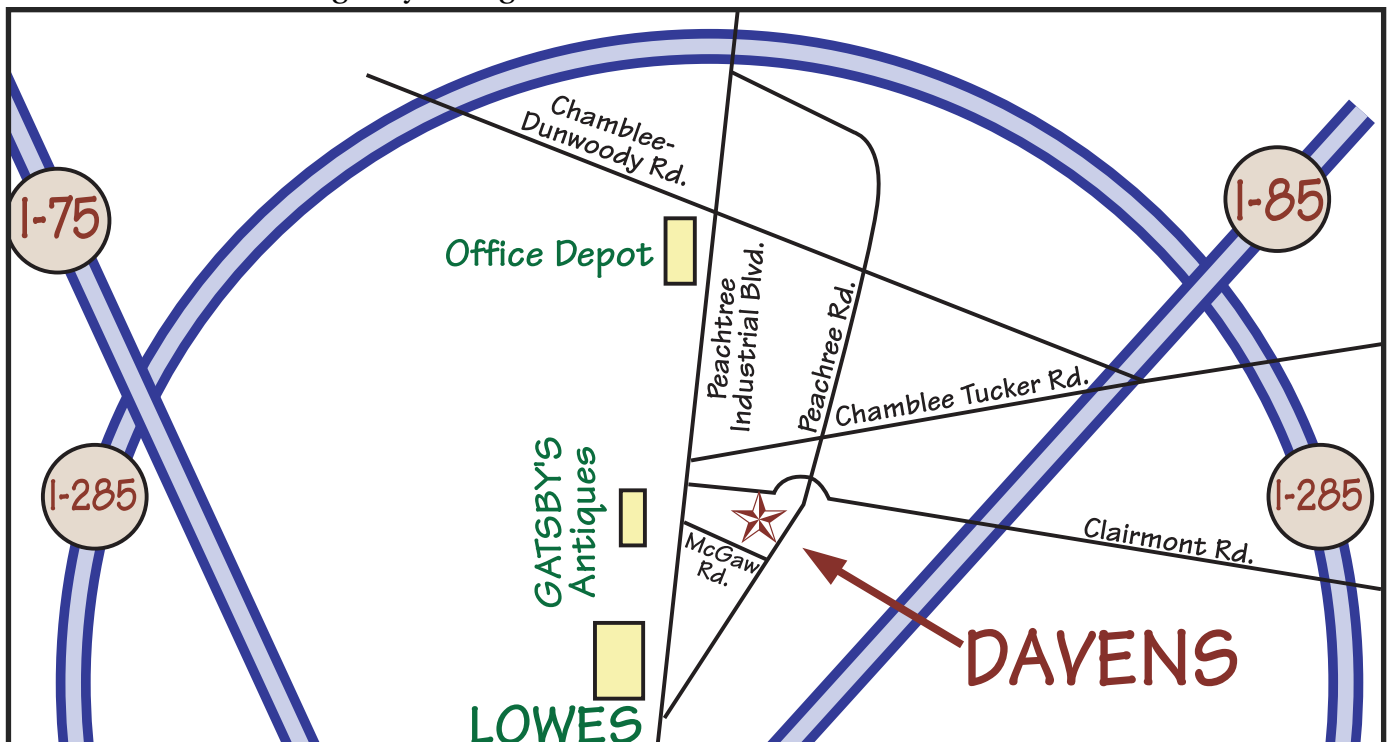 Chamblee-
Dunwoody Rd.
I-75
I-85
Office Depot
Peachtree
Industrial Blvd.
Peachree Rd.
Chamblee Tucker Rd.
GATSBY'S
Antiques
I-285
I-285
McGaw
Rd.
Clairmont Rd.
DAVENS
LOWES